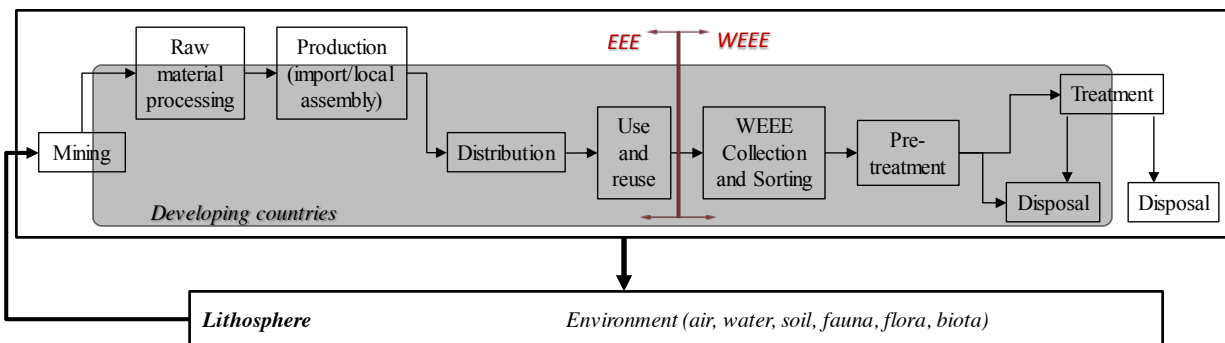 EEE
WEEE
Raw
material
processing
Production
(import/local
assembly)
Mining
Distribution
Use
and
reuse
WEEE
Collection
and Sorting
Pre-
treatment
Treatment
Disposal
Disposal
Developing countries
Lithosphere
Environment (air, water, soil, fauna, flora, biota)